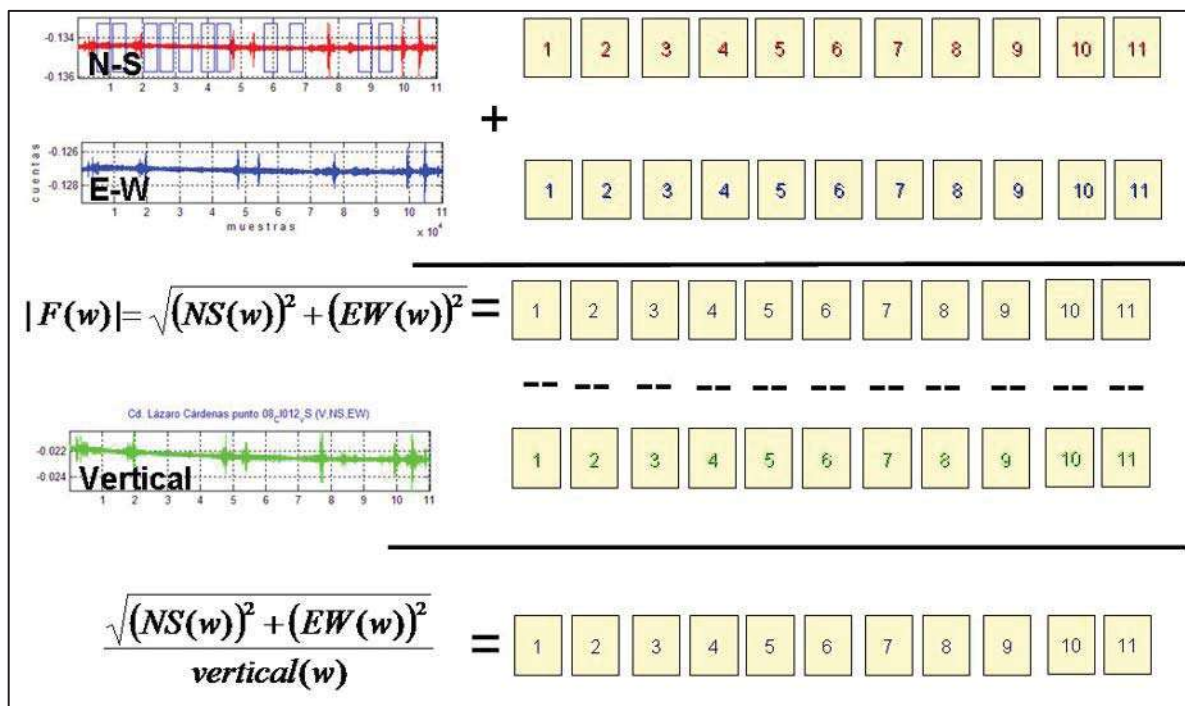 -0.134
-0.136
N-S
1 2 3 4 5 6 7 8 9 10 11
1 2 3 4 5 6 7 8 9 10 11
+
cuentas
-0.126
-0.128
E-W
1 2 3 4 5 6 7 8 9 10 11
muestras
x 10⁴
1 2 3 4 5 6 7 8 9 10 11
|F(w)|=√(NS(w))²+(EW(w))² =
1 2 3 4 5 6 7 8 9 10 11
-- -- -- -- -- -- -- -- -- -- --
Cd. Lázaro Cárdenas punto 08CI012vS (V,NS,EW)
-0.022
-0.024
Vertical
1 2 3 4 5 6 7 8 9 10 11
1 2 3 4 5 6 7 8 9 10 11
√(NS(w))²+(EW(w))²
vertical(w)
=
1 2 3 4 5 6 7 8 9 10 11